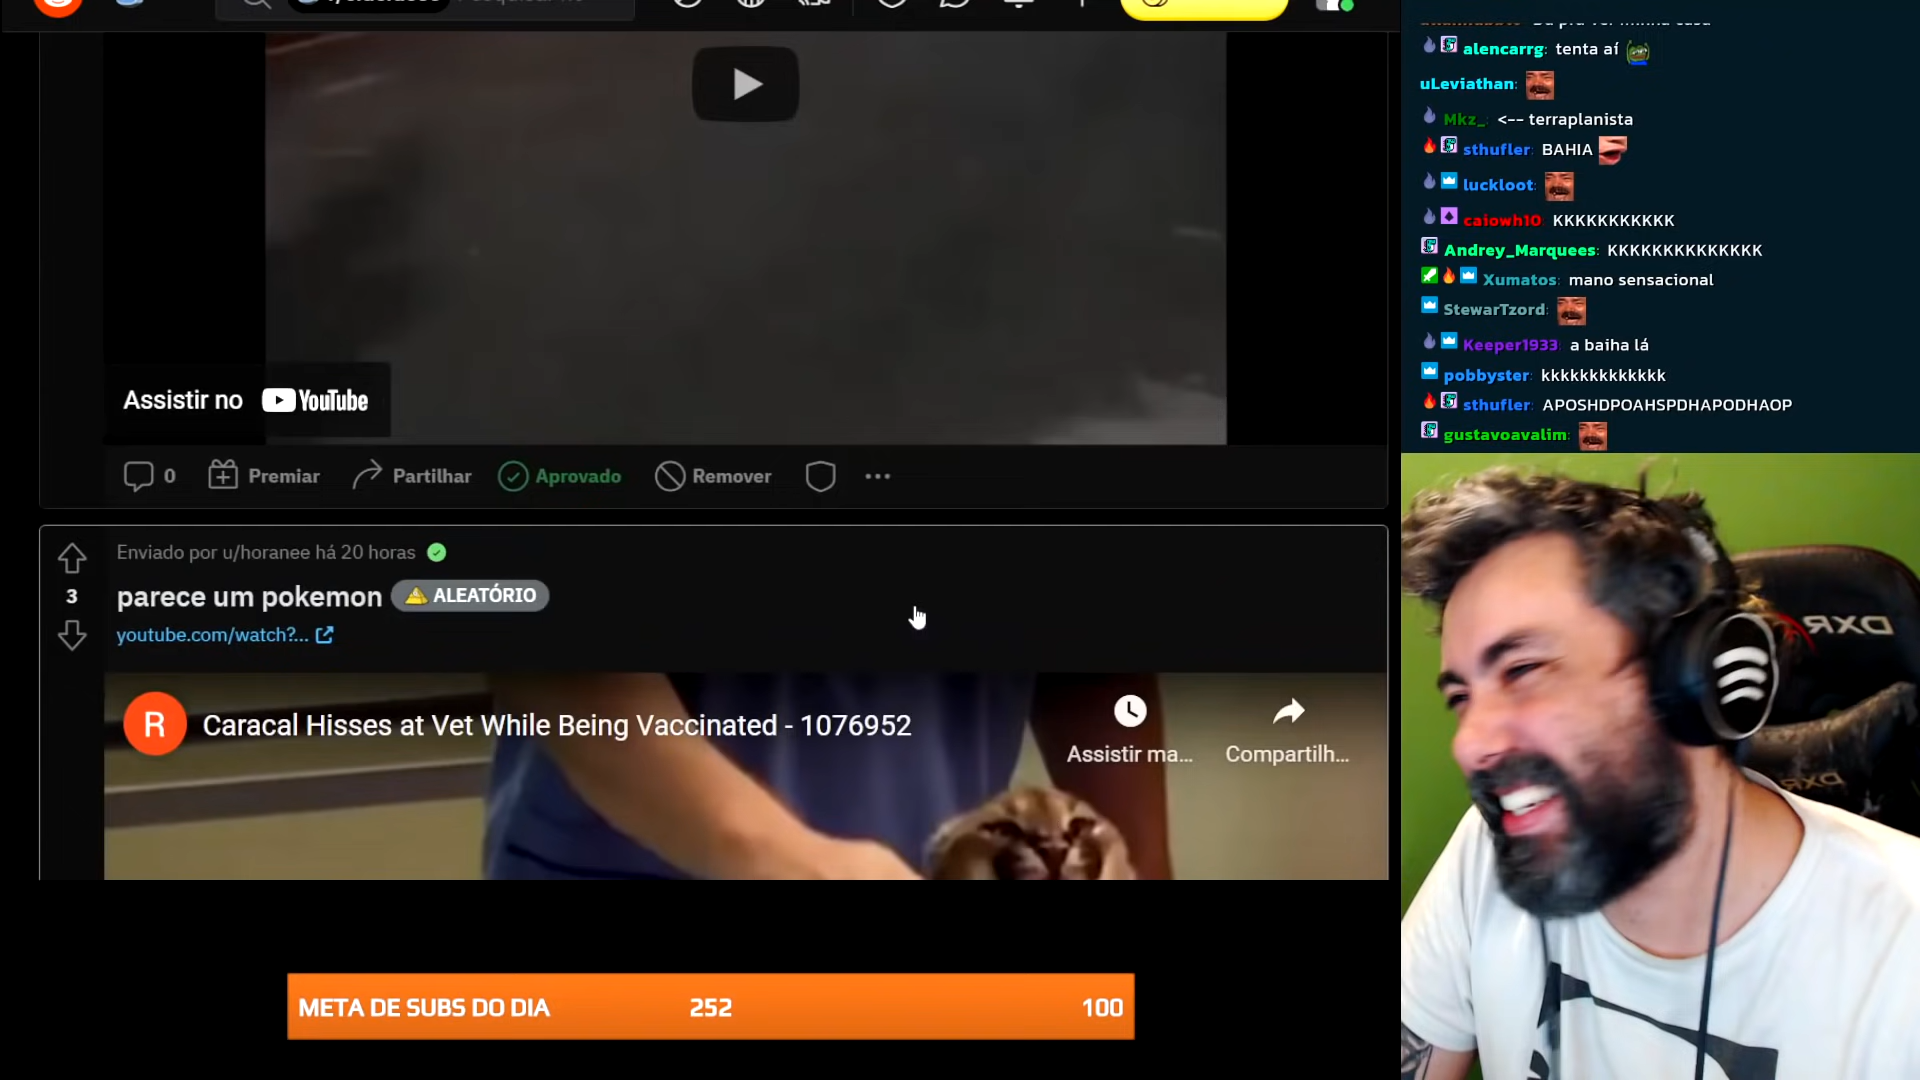 alencarrg: tenta aí
uLeviathan:
Mkz_: <-- terraplanista
sthufler: BAHIA
luckloot:
caiowh10: KKKKKKKKKKK
Andrey_Marquees: KKKKKKKKKKKKKK
Xumatos: mano sensacional
StewarTzord:
Keeper1933: a baiha lá
pobbyster: kkkkkkkkkkkkk
sthufler: APOSHDPOAHSPDHAPODHAOP
gustavoavalim:
Assistir no YouTube
0 Premiar Partilhar Aprovado Remover
Enviado por u/horanee há 20 horas
3 parece um pokemon ALEATÓRIO
youtube.com/watch?...
R Caracal Hisses at Vet While Being Vaccinated - 1076952
Assistir ma... Compartilh...
META DE SUBS DO DIA 252 100
DXR
DXR